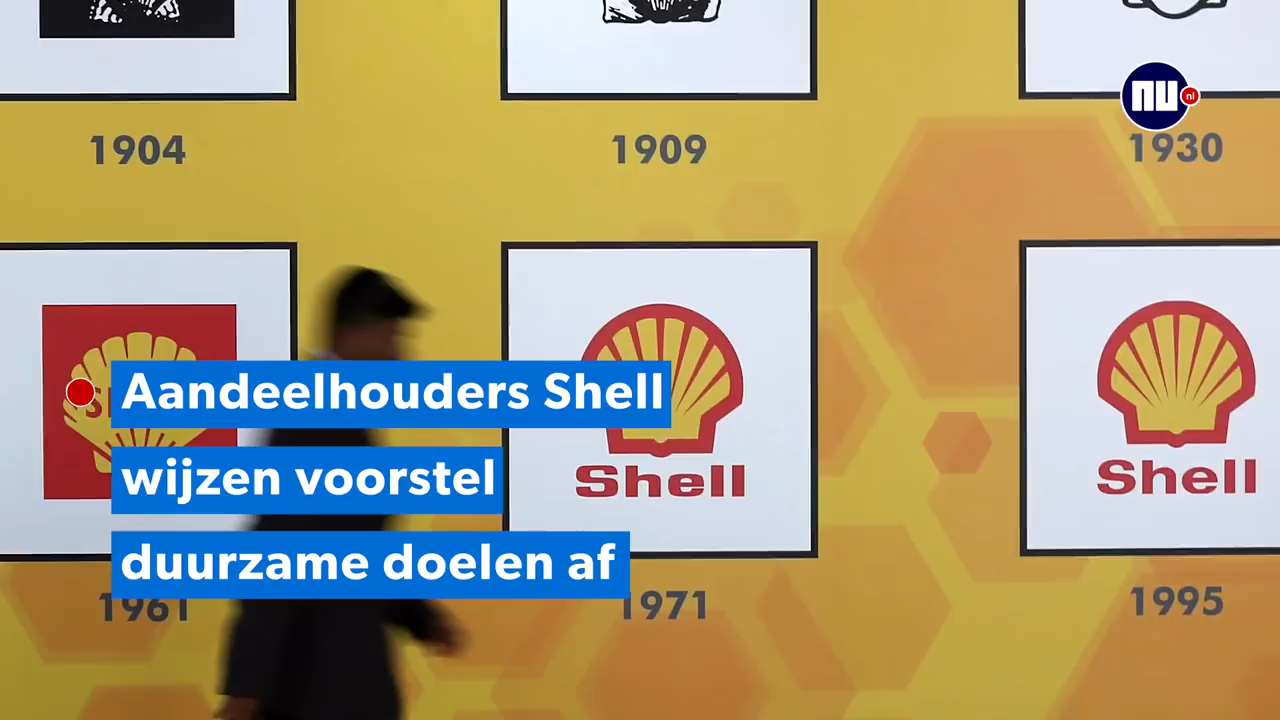 nu
nl
1904
1909
1930
Aandeelhouders Shell
wijzen voorstel
duurzame doelen af
Shell
Shell
1961
1971
1995